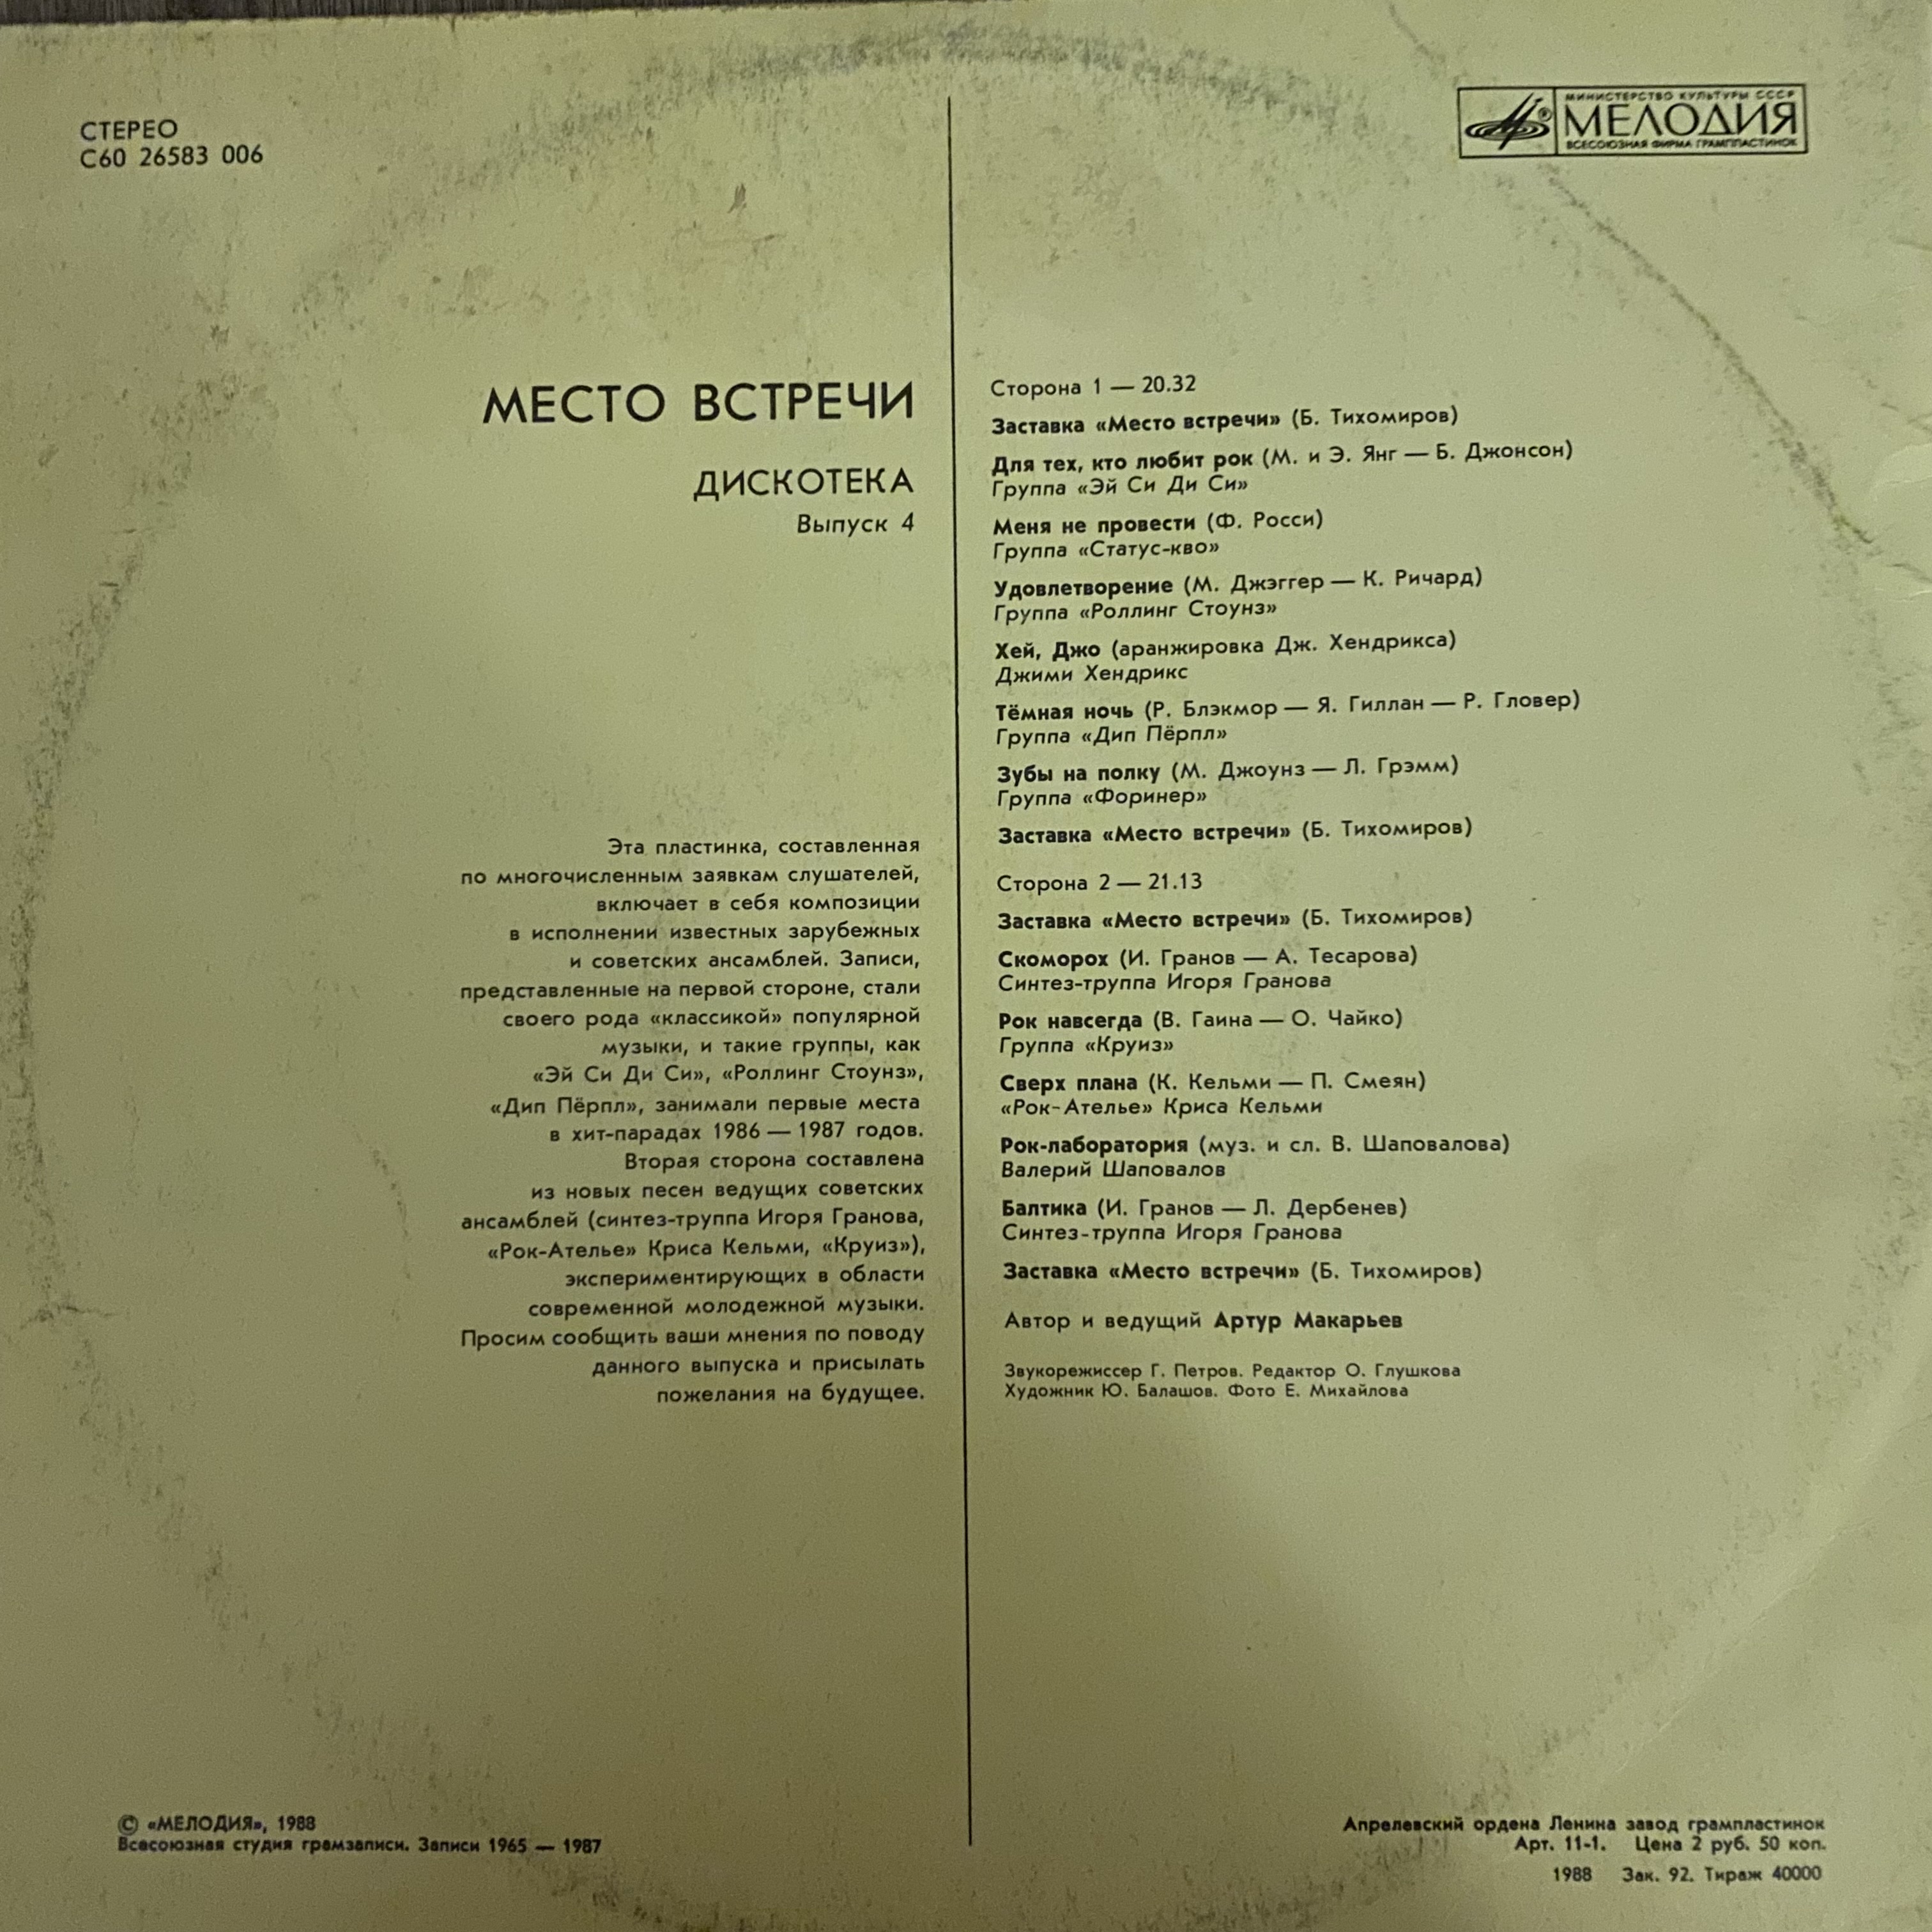 СТЕРЕО
С60 26583 006
МИНИСТЕРСТВО КУЛЬТУРЫ СССР
МЕЛОДИЯ
ВСЕСОЮЗНАЯ ФИРМА ГРАМПЛАСТИНОК
МЕСТО ВСТРЕЧИ
ДИСКОТЕКА
Выпуск 4
Эта пластинка, составленная
по многочисленным заявкам слушателей,
включает в себя композиции
в исполнении известных зарубежных
и советских ансамблей. Записи,
представленные на первой стороне, стали
своего рода «классикой» популярной
музыки, и такие группы, как
«Эй Си Ди Си», «Роллинг Стоунз»,
«Дип Пёрпл», занимали первые места
в хит-парадах 1986 — 1987 годов.
Вторая сторона составлена
из новых песен ведущих советских
ансамблей (синтез-труппа Игоря Гранова,
«Рок-Ателье» Криса Кельми, «Круиз»),
экспериментирующих в области
современной молодежной музыки.
Просим сообщить ваши мнения по поводу
данного выпуска и присылать
пожелания на будущее.
Сторона 1 — 20.32
Заставка «Место встречи» (Б. Тихомиров)
Для тех, кто любит рок (М. и Э. Янг — Б. Джонсон)
Группа «Эй Си Ди Си»
Меня не провести (Ф. Росси)
Группа «Статус-кво»
Удовлетворение (М. Джэггер — К. Ричард)
Группа «Роллинг Стоунз»
Хей, Джо (аранжировка Дж. Хендрикса)
Джими Хендрикс
Тёмная ночь (Р. Блэкмор — Я. Гиллан — Р. Гловер)
Группа «Дип Пёрпл»
Зубы на полку (М. Джоунз — Л. Грэмм)
Группа «Форинер»
Заставка «Место встречи» (Б. Тихомиров)
Сторона 2 — 21.13
Заставка «Место встречи» (Б. Тихомиров)
Скоморох (И. Гранов — А. Тесарова)
Синтез-труппа Игоря Гранова
Рок навсегда (В. Гаина — О. Чайко)
Группа «Круиз»
Сверх плана (К. Кельми — П. Смеян)
«Рок-Ателье» Криса Кельми
Рок-лаборатория (муз. и сл. В. Шаповалова)
Валерий Шаповалов
Балтика (И. Гранов — Л. Дербенев)
Синтез-труппа Игоря Гранова
Заставка «Место встречи» (Б. Тихомиров)
Автор и ведущий Артур Макарьев
Звукорежиссер Г. Петров. Редактор О. Глушкова
Художник Ю. Балашов. Фото Е. Михайлова
© «МЕЛОДИЯ», 1988
Всесоюзная студия грамзаписи. Записи 1965 — 1987
Апрелевский ордена Ленина завод грампластинок
Арт. 11-1. Цена 2 руб. 50 коп.
1988 Зак. 92. Тираж 40000